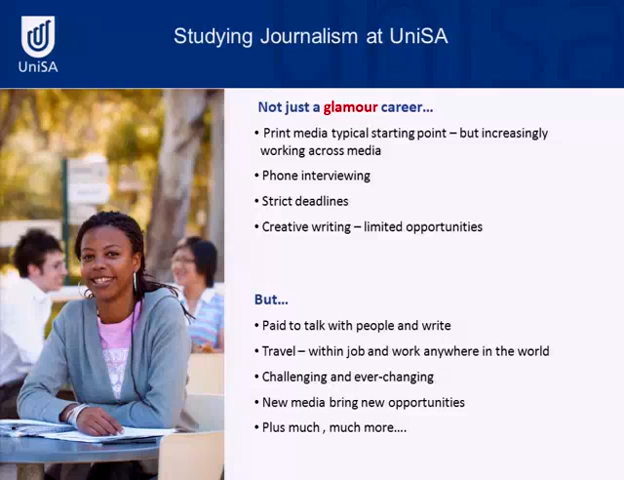 Studying Journalism at UniSA
UniSA
Not just a glamour career...
• Print media typical starting point – but increasingly
working across media
• Phone interviewing
• Strict deadlines
• Creative writing – limited opportunities
But...
• Paid to talk with people and write
• Travel – within job and work anywhere in the world
• Challenging and ever-changing
• New media bring new opportunities
• Plus much , much more....